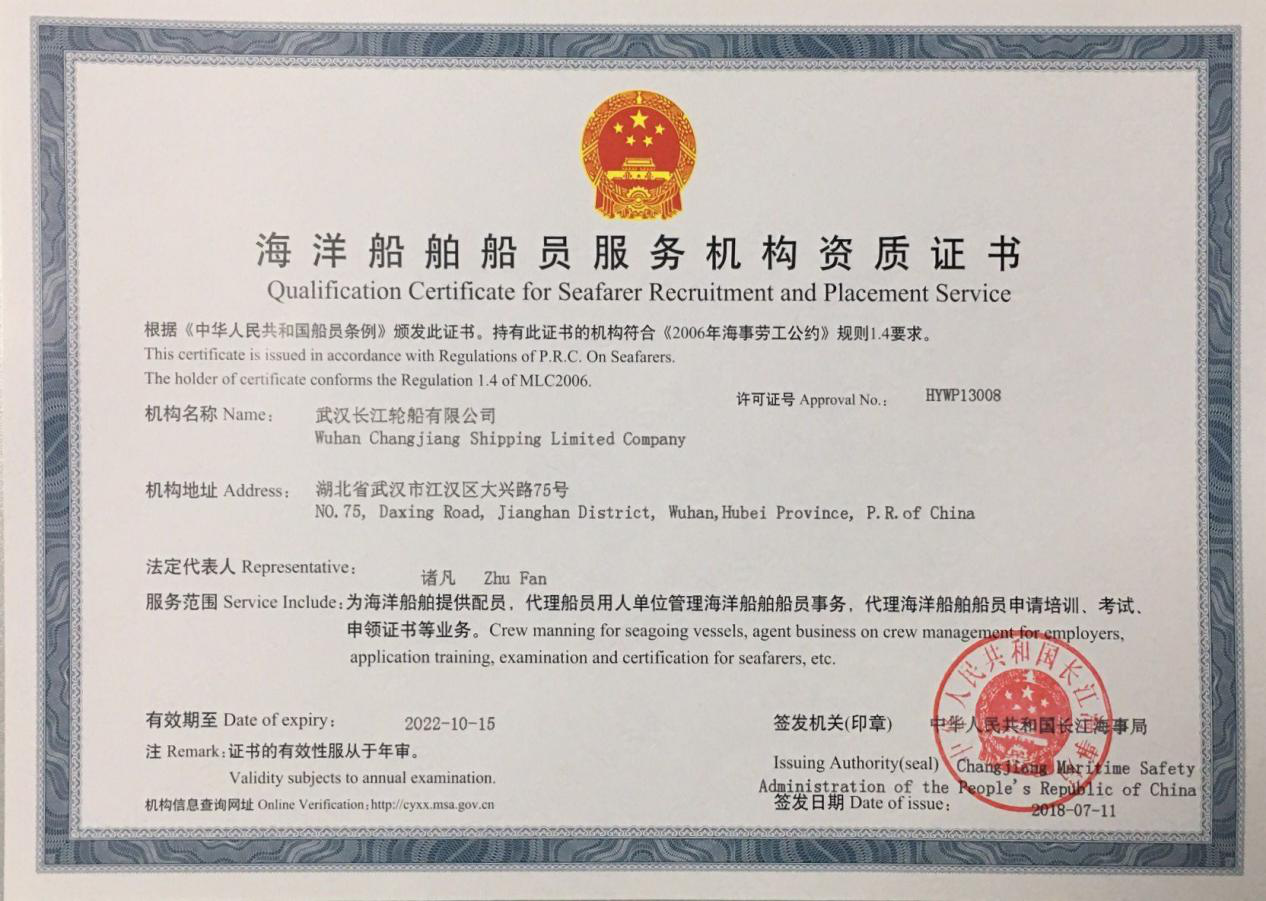 海洋船舶船员服务机构资质证书
Qualification Certificate for Seafarer Recruitment and Placement Service
根据《中华人民共和国船员条例》颁发此证书。持有此证书的机构符合《2006年海事劳工公约》规则1.4要求。
This certificate is issued in accordance with Regulations of P.R.C. On Seafarers.
The holder of certificate conforms the Regulation 1.4 of MLC2006.
许可证号 Approval No.: HYWP13008
机构名称 Name: 武汉长江轮船有限公司
Wuhan Changjiang Shipping Limited Company
机构地址 Address: 湖北省武汉市江汉区大兴路75号
NO.75, Daxing Road, Jianghan District, Wuhan,Hubei Province, P.R.of China
法定代表人 Representative: 诸凡 Zhu Fan
服务范围 Service Include:为海洋船舶提供配员，代理船员用人单位管理海洋船舶船员事务，代理海洋船舶船员申请培训、考试、
申领证书等业务。Crew manning for seagoing vessels, agent business on crew management for employers,
application training, examination and certification for seafarers, etc.
有效期至 Date of expiry: 2022-10-15
注 Remark:证书的有效性服从于年审。
Validity subjects to annual examination.
机构信息查询网址 Online Verification:http://cyxx.msa.gov.cn
签发机关(印章) 中华人民共和国长江海事局
Issuing Authority(seal) Changjiang Maritime Safety
Administration of the People's Republic of China
签发日期 Date of issue: 2018-07-11
中华人民共和国长江海事局